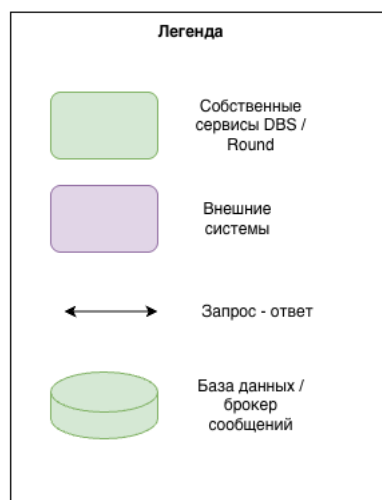 Легенда
Собственные
сервисы DBS /
Round
Внешние
системы
Запрос - ответ
База данных /
брокер
сообщений